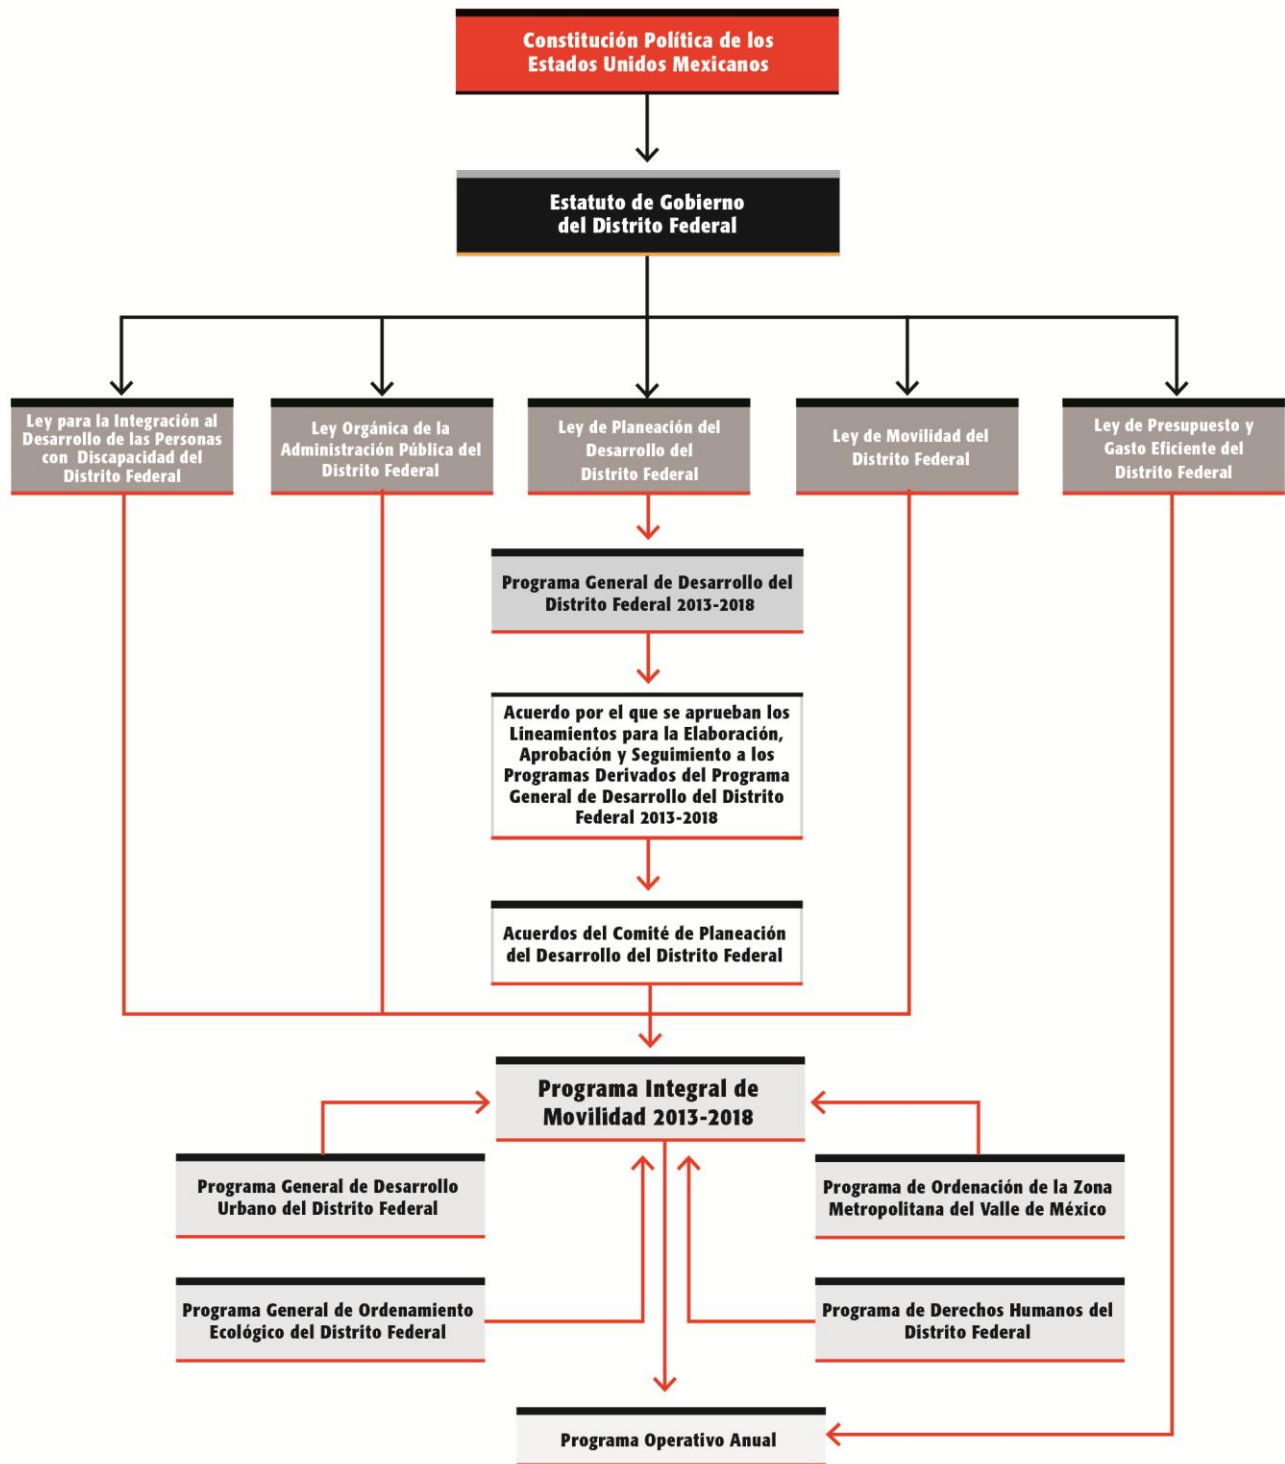 Constitución Política de los
Estados Unidos Mexicanos
Estatuto de Gobierno
del Distrito Federal
Ley para la Integración al
Desarrollo de las Personas
con Discapacidad del
Distrito Federal
Ley Orgánica de la
Administración Pública del
Distrito Federal
Ley de Planeación del
Desarrollo del
Distrito Federal
Ley de Movilidad del
Distrito Federal
Ley de Presupuesto y
Gasto Eficiente del
Distrito Federal
Programa General de Desarrollo del
Distrito Federal 2013-2018
Acuerdo por el que se aprueban los
Lineamientos para la Elaboración,
Aprobación y Seguimiento a los
Programas Derivados del Programa
General de Desarrollo del Distrito
Federal 2013-2018
Acuerdos del Comité de Planeación
del Desarrollo del Distrito Federal
Programa Integral de
Movilidad 2013-2018
Programa General de Desarrollo
Urbano del Distrito Federal
Programa de Ordenación de la Zona
Metropolitana del Valle de México
Programa General de Ordenamiento
Ecológico del Distrito Federal
Programa de Derechos Humanos del
Distrito Federal
Programa Operativo Anual